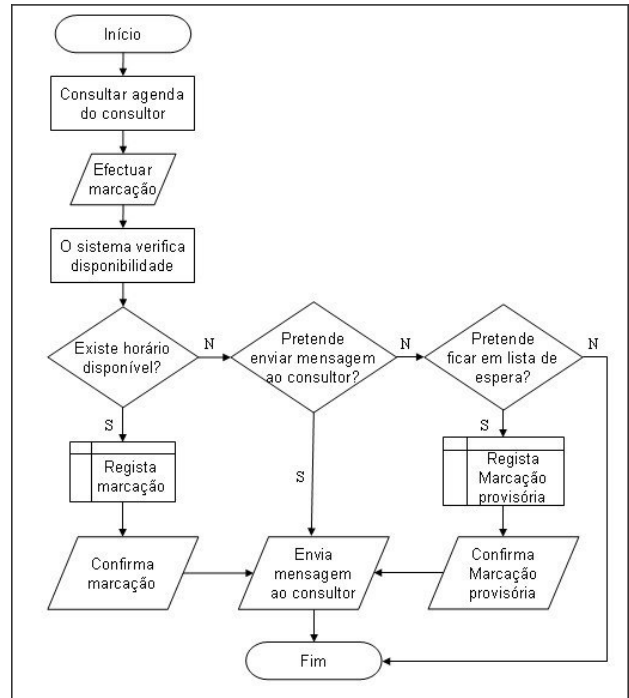 Início
Consultar agenda
do consultor
Efectuar
marcação
O sistema verifica
disponibilidade
Existe horário
disponível?
N
Pretende
enviar mensagem
ao consultor?
N
Pretende
ficar em lista de
espera?
N
S
S
S
Regista
marcação
Regista
Marcação
provisória
Confirma
marcação
Envia
mensagem
ao consultor
Confirma
Marcação
provisória
Fim